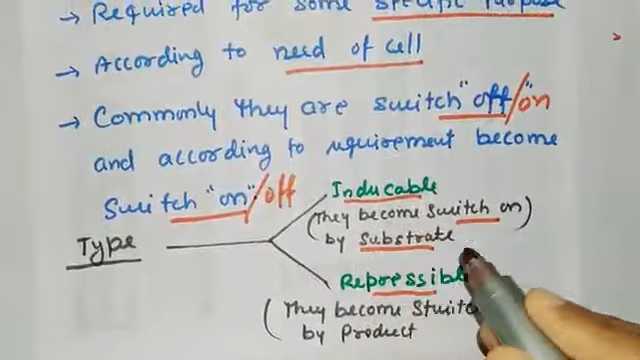 → Required for some specific Purpose
→ According to need of cell
→ Commonly they are switch "off/"on
and according to requirement become
Switch "on"/off
Type
Inducable
(They become switch on)
by Substrate
Repressible
(They become
by Product